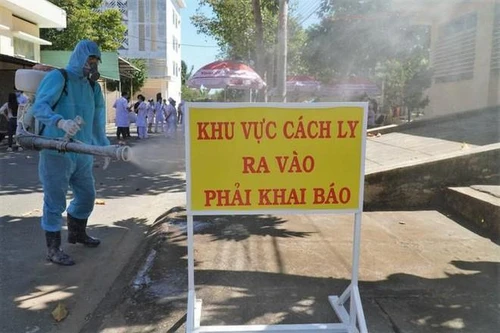 KHU VỰC CÁCH LY
RA VÀO
PHẢI KHAI BÁO